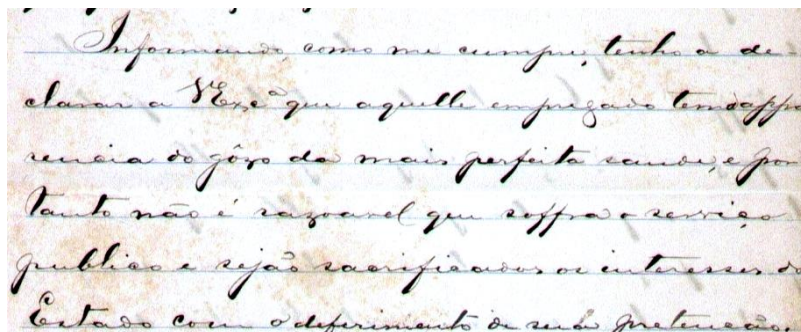 Informando, como me cumpre, tenho a de
clarar a V Excª que aquelle empregado tem a appa
rencia do gôzo da mais perfeita saude, e por
tanto não é razoavel que soffra o serviço
publico e sejão sacrificados os interesses do
Estado com o deferimento de sua pretenção